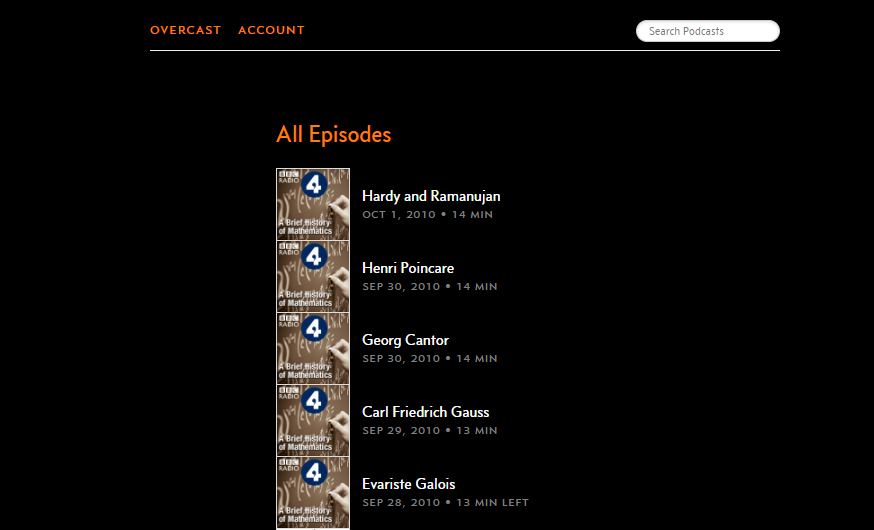 OVERCAST ACCOUNT Search Podcasts
All Episodes
BBC
RADIO 4
A Brief History
of Mathematics
Hardy and Ramanujan
OCT 1, 2010 • 14 MIN
BBC
RADIO 4
A Brief History
of Mathematics
Henri Poincare
SEP 30, 2010 • 14 MIN
BBC
RADIO 4
A Brief History
of Mathematics
Georg Cantor
SEP 30, 2010 • 14 MIN
BBC
RADIO 4
A Brief History
of Mathematics
Carl Friedrich Gauss
SEP 29, 2010 • 13 MIN
BBC
RADIO 4
A Brief History
of Mathematics
Evariste Galois
SEP 28, 2010 • 13 MIN LEFT